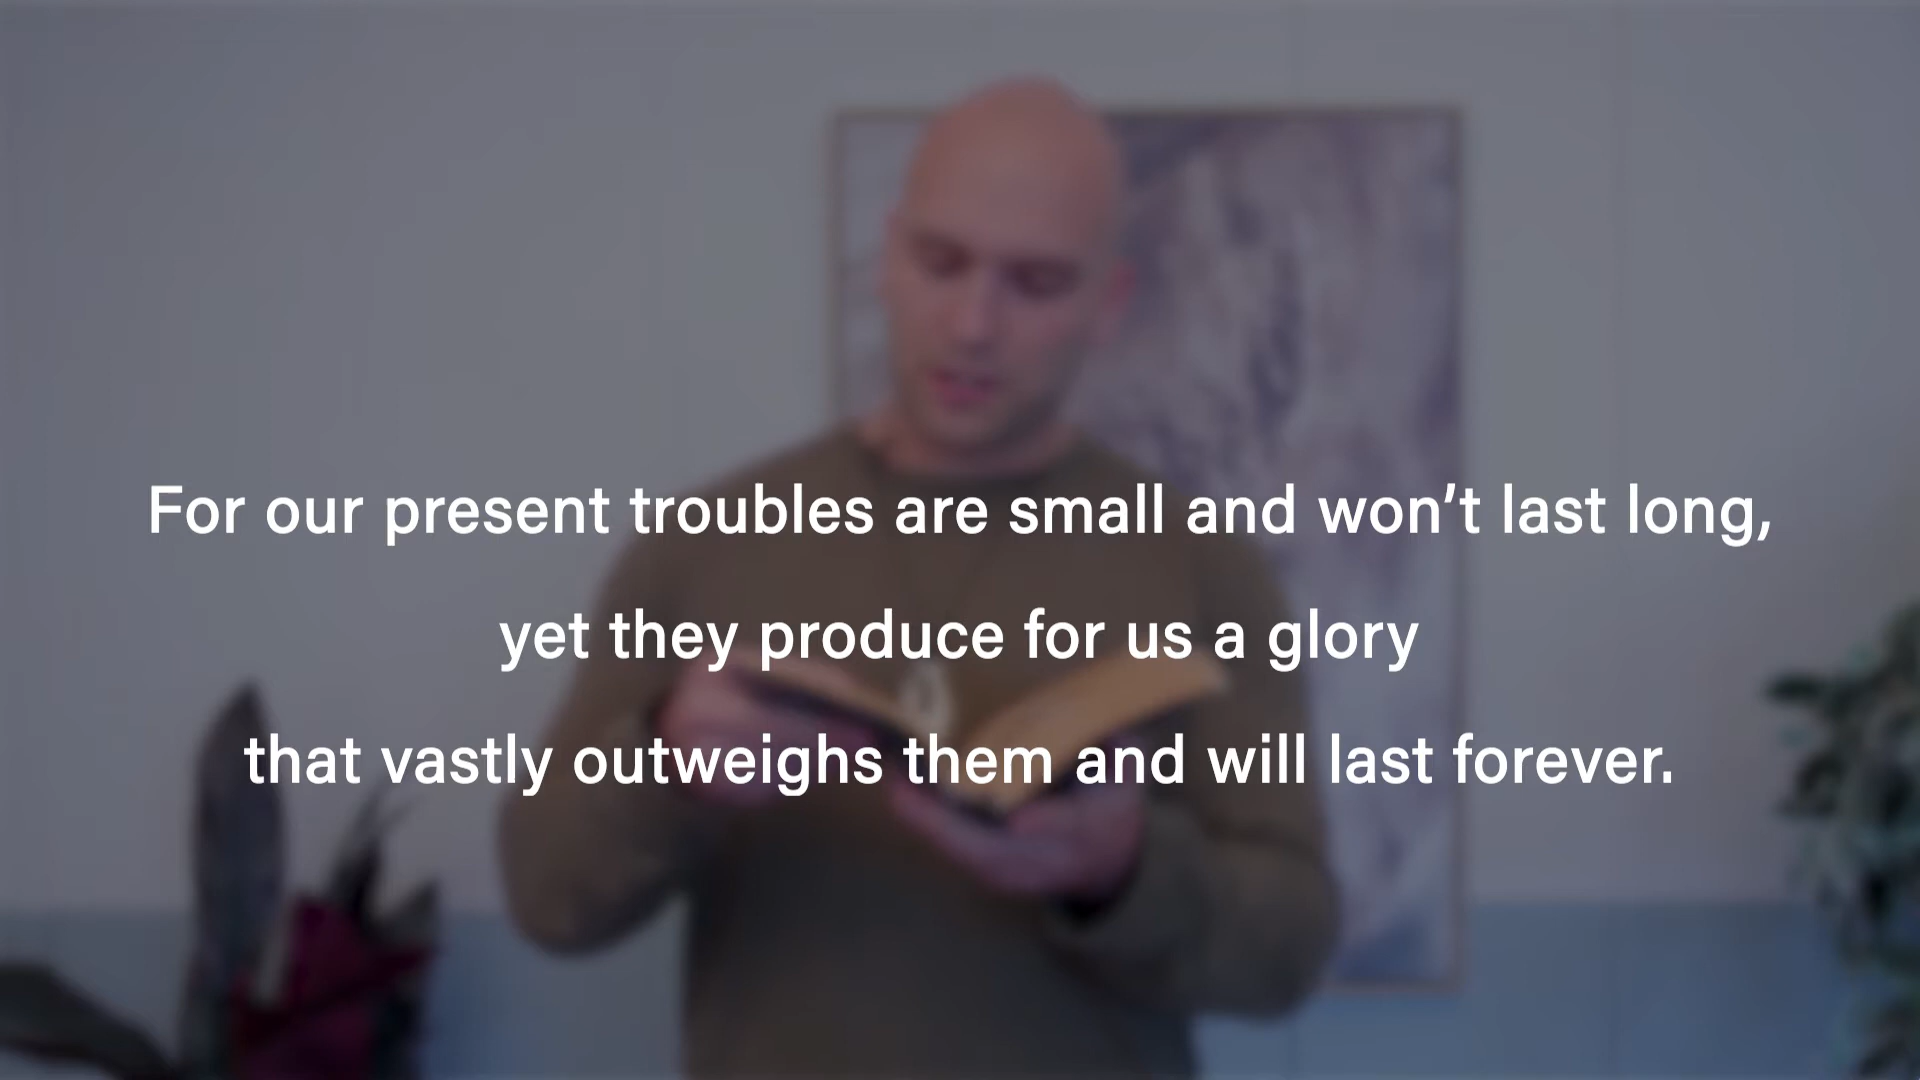 For our present troubles are small and won’t last long,
yet they produce for us a glory
that vastly outweighs them and will last forever.